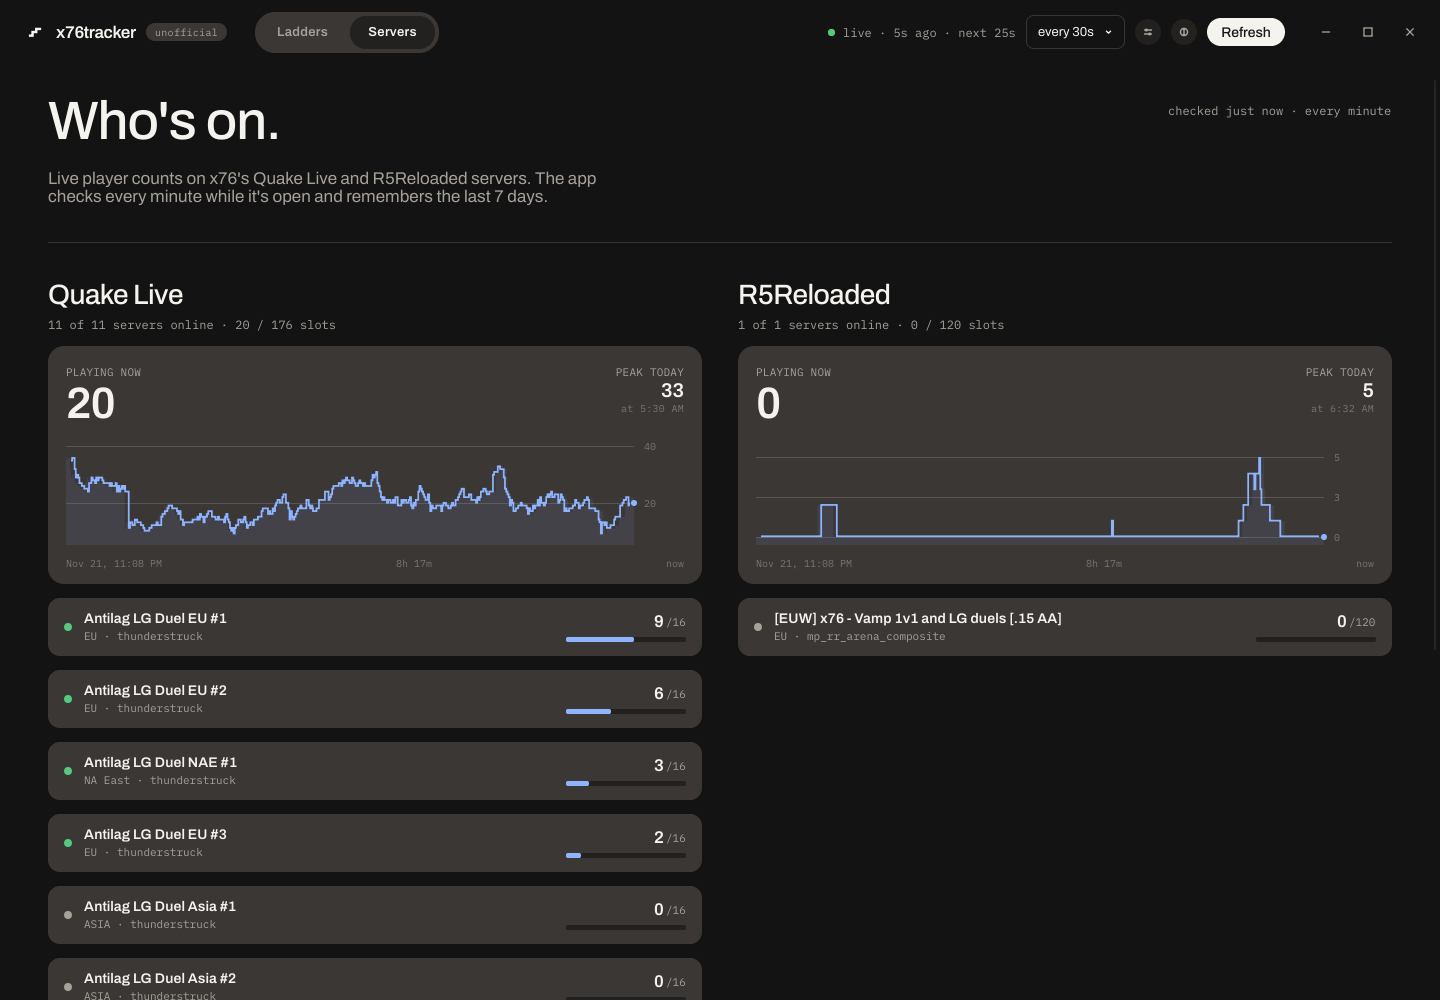 x76tracker
unofficial
Ladders
Servers
live · 5s ago · next 25s
every 30s
Refresh
Who's on.
checked just now · every minute
Live player counts on x76's Quake Live and R5Reloaded servers. The app
checks every minute while it's open and remembers the last 7 days.
Quake Live
11 of 11 servers online · 20 / 176 slots
PLAYING NOW
20
PEAK TODAY
33
at 5:30 AM
40
20
Nov 21, 11:08 PM
8h 17m
now
Antilag LG Duel EU #1
EU · thunderstruck
9 /16
Antilag LG Duel EU #2
EU · thunderstruck
6 /16
Antilag LG Duel NAE #1
NA East · thunderstruck
3 /16
Antilag LG Duel EU #3
EU · thunderstruck
2 /16
Antilag LG Duel Asia #1
ASIA · thunderstruck
0 /16
Antilag LG Duel Asia #2
ASIA · thunderstruck
0 /16
R5Reloaded
1 of 1 servers online · 0 / 120 slots
PLAYING NOW
0
PEAK TODAY
5
at 6:32 AM
5
3
0
Nov 21, 11:08 PM
8h 17m
now
[EUW] x76 - Vamp 1v1 and LG duels [.15 AA]
EU · mp_rr_arena_composite
0 /120